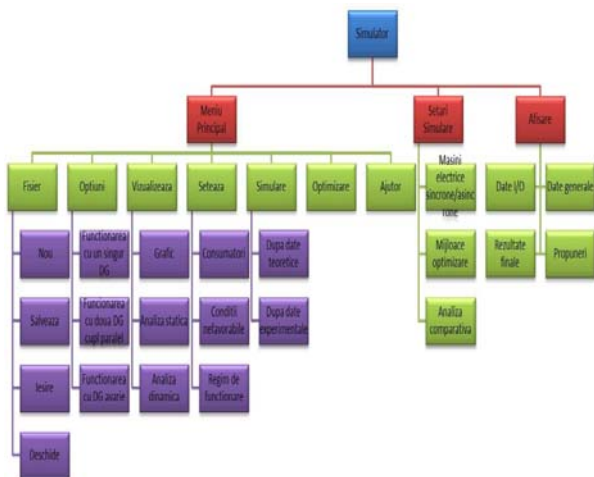 Simulator
Meniu
Principal
Setari
Simulare
Afisare
Fisier
Optiuni
Vizualizeaza
Seteaza
Simulare
Optimizare
Ajutor
Masini
electrice
sincrone/asinc
rone
Date I/O
Date generale
Nou
Functionarea
cu un singur
DG
Grafic
Consumatori
Dupa date
teoretice
Mijloace
optimizare
Rezultate
finale
Propuneri
Salveaza
Funcionarea
cu doua DG
cupl paralel
Analiza statica
Conditii
nefavorabile
Dupa date
experimentale
Analiza
comparativa
Iesire
Functionarea
cu DG avarie
Analiza
dinamica
Regim de
functionare
Deschide